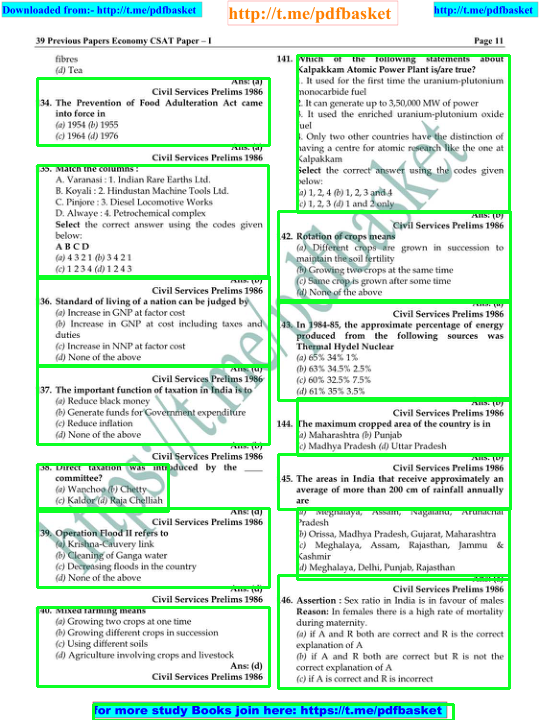 Downloaded from:- http://t.me/pdfbasket
http://t.me/pdfbasket
http://t.me/pdfbasket
39 Previous Papers Economy CSAT Paper – I
Page 11
fibres
(d) Tea
Ans: (a)
Civil Services Prelims 1986
34. The Prevention of Food Adulteration Act came
into force in
(a) 1954 (b) 1955
(c) 1964 (d) 1976
Ans: (a)
Civil Services Prelims 1986
35. Match the columns :
A. Varanasi : 1. Indian Rare Earths Ltd.
B. Koyali : 2. Hindustan Machine Tools Ltd.
C. Pinjore : 3. Diesel Locomotive Works
D. Alwaye : 4. Petrochemical complex
Select the correct answer using the codes given
below:
A B C D
(a) 4 3 2 1 (b) 3 4 2 1
(c) 1 2 3 4 (d) 1 2 4 3
Ans: (b)
Civil Services Prelims 1986
36. Standard of living of a nation can be judged by
(a) Increase in GNP at factor cost
(b) Increase in GNP at cost including taxes and
duties
(c) Increase in NNP at factor cost
(d) None of the above
Ans: (d)
Civil Services Prelims 1986
37. The important function of taxation in India is to
(a) Reduce black money
(b) Generate funds for Government expenditure
(c) Reduce inflation
(d) None of the above
Ans: (b)
Civil Services Prelims 1986
38. Direct taxation was introduced by the ____
committee?
(a) Wanchoo (b) Chetty
(c) Kaldor (d) Raja Chelliah
Ans: (d)
Civil Services Prelims 1986
39. Operation Flood II refers to
(a) Krishna-Cauvery link
(b) Cleaning of Ganga water
(c) Decreasing floods in the country
(d) None of the above
Ans: (d)
Civil Services Prelims 1986
40. Mixed farming means
(a) Growing two crops at one time
(b) Growing different crops in succession
(c) Using different soils
(d) Agriculture involving crops and livestock
Ans: (d)
Civil Services Prelims 1986
141. Which of the following statements about
Kalpakkam Atomic Power Plant is/are true?
1. It used for the first time the uranium-plutonium
monocarbide fuel
2. It can generate up to 3,50,000 MW of power
3. It used the enriched uranium-plutonium oxide
fuel
4. Only two other countries have the distinction of
having a centre for atomic research like the one at
Kalpakkam
Select the correct answer using the codes given
below:
(a) 1, 2, 4 (b) 1, 2, 3 and 4
(c) 1, 2, 3 (d) 1 and 2 only
Ans: (b)
Civil Services Prelims 1986
42. Rotation of crops means
(a) Different crops are grown in succession to
maintain the soil fertility
(b) Growing two crops at the same time
(c) Same crop is grown after some time
(d) None of the above
Ans: (a)
Civil Services Prelims 1986
43. In 1984-85, the approximate percentage of energy
produced from the following sources was
Thermal Hydel Nuclear
(a) 65% 34% 1%
(b) 63% 34.5% 2.5%
(c) 60% 32.5% 7.5%
(d) 61% 35% 3.5%
Ans: (b)
Civil Services Prelims 1986
144. The maximum cropped area of the country is in
(a) Maharashtra (b) Punjab
(c) Madhya Pradesh (d) Uttar Pradesh
Ans: (b)
Civil Services Prelims 1986
45. The areas in India that receive approximately an
average of more than 200 cm of rainfall annually
are
(a) Meghalaya, Assam, Nagaland, Arunachal
Pradesh
(b) Orissa, Madhya Pradesh, Gujarat, Maharashtra
(c) Meghalaya, Assam, Rajasthan, Jammu &
Kashmir
(d) Meghalaya, Delhi, Punjab, Rajasthan
Civil Services Prelims 1986
46. Assertion : Sex ratio in India is in favour of males
Reason: In females there is a high rate of mortality
during maternity.
(a) if A and R both are correct and R is the correct
explanation of A
(b) if A and R both are correct but R is not the
correct explanation of A
(c) if A is correct and R is incorrect
https://t.me/pdfbasket
for more study Books join here: https://t.me/pdfbasket